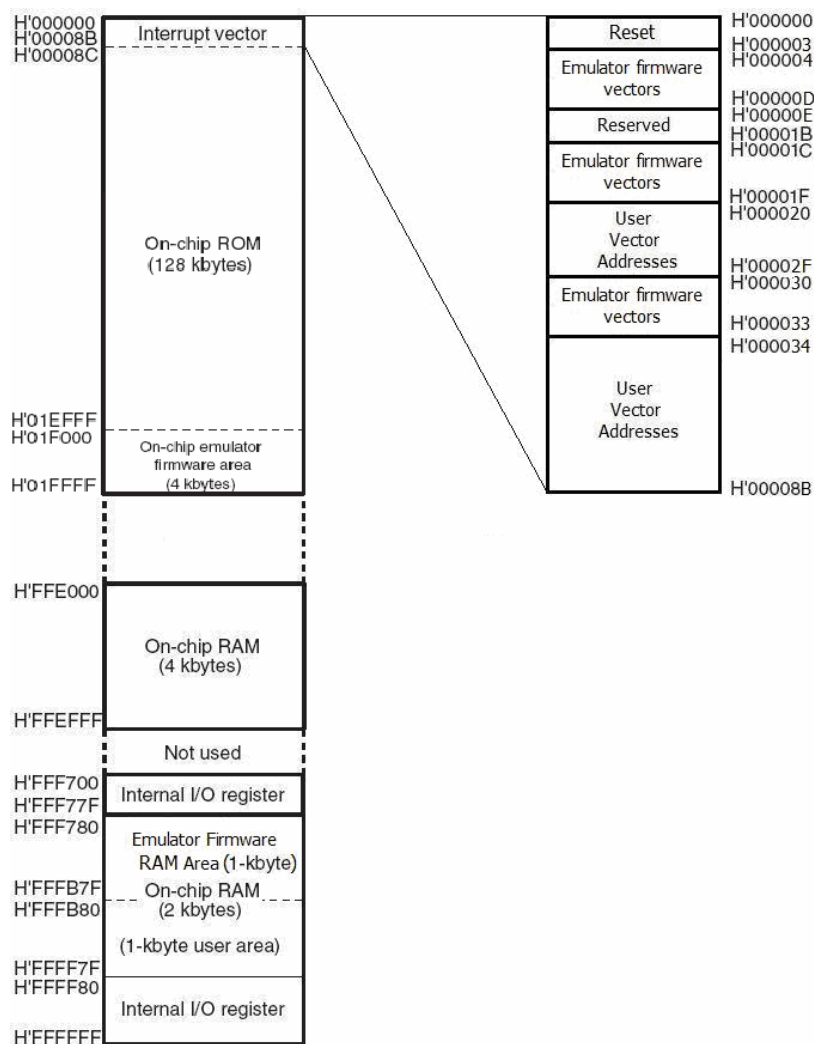 H'000000
H'00008B
H'00008C
Interrupt vector
On-chip ROM
(128 kbytes)
H'01EFFF
H'01F000
On-chip emulator
firmware area
(4 kbytes)
H'01FFFF
H'FFE000
On-chip RAM
(4 kbytes)
H'FFEFFF
Not used
H'FFF700
Internal I/O register
H'FFF77F
H'FFF780
Emulator Firmware
RAM Area (1-kbyte)
H'FFFB7F
On-chip RAM
H'FFFB80
(2 kbytes)
(1-kbyte user area)
H'FFFF7F
H'FFFF80
Internal I/O register
H'FFFFFF
H'000000
Reset
H'000003
H'000004
Emulator firmware
vectors
H'00000D
H'00000E
Reserved
H'00001B
H'00001C
Emulator firmware
vectors
H'00001F
H'000020
User
Vector
Addresses
H'00002F
H'000030
Emulator firmware
vectors
H'000033
H'000034
User
Vector
Addresses
H'00008B